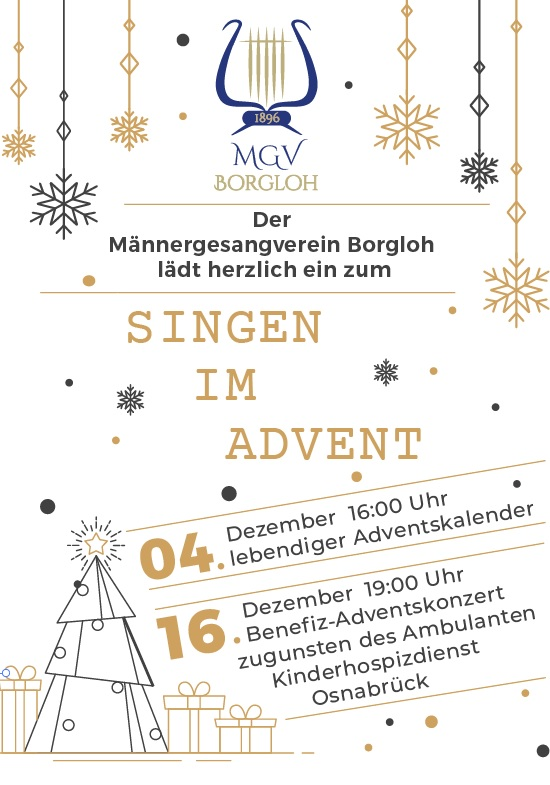 1896
MGV
BORGLOH
Der
Männergesangverein Borgloh
lädt herzlich ein zum
SINGEN
IM
ADVENT
04. Dezember 16:00 Uhr
lebendiger Adventskalender
16. Dezember 19:00 Uhr
Benefiz-Adventskonzert
zugunsten des Ambulanten
Kinderhospizdienst
Osnabrück